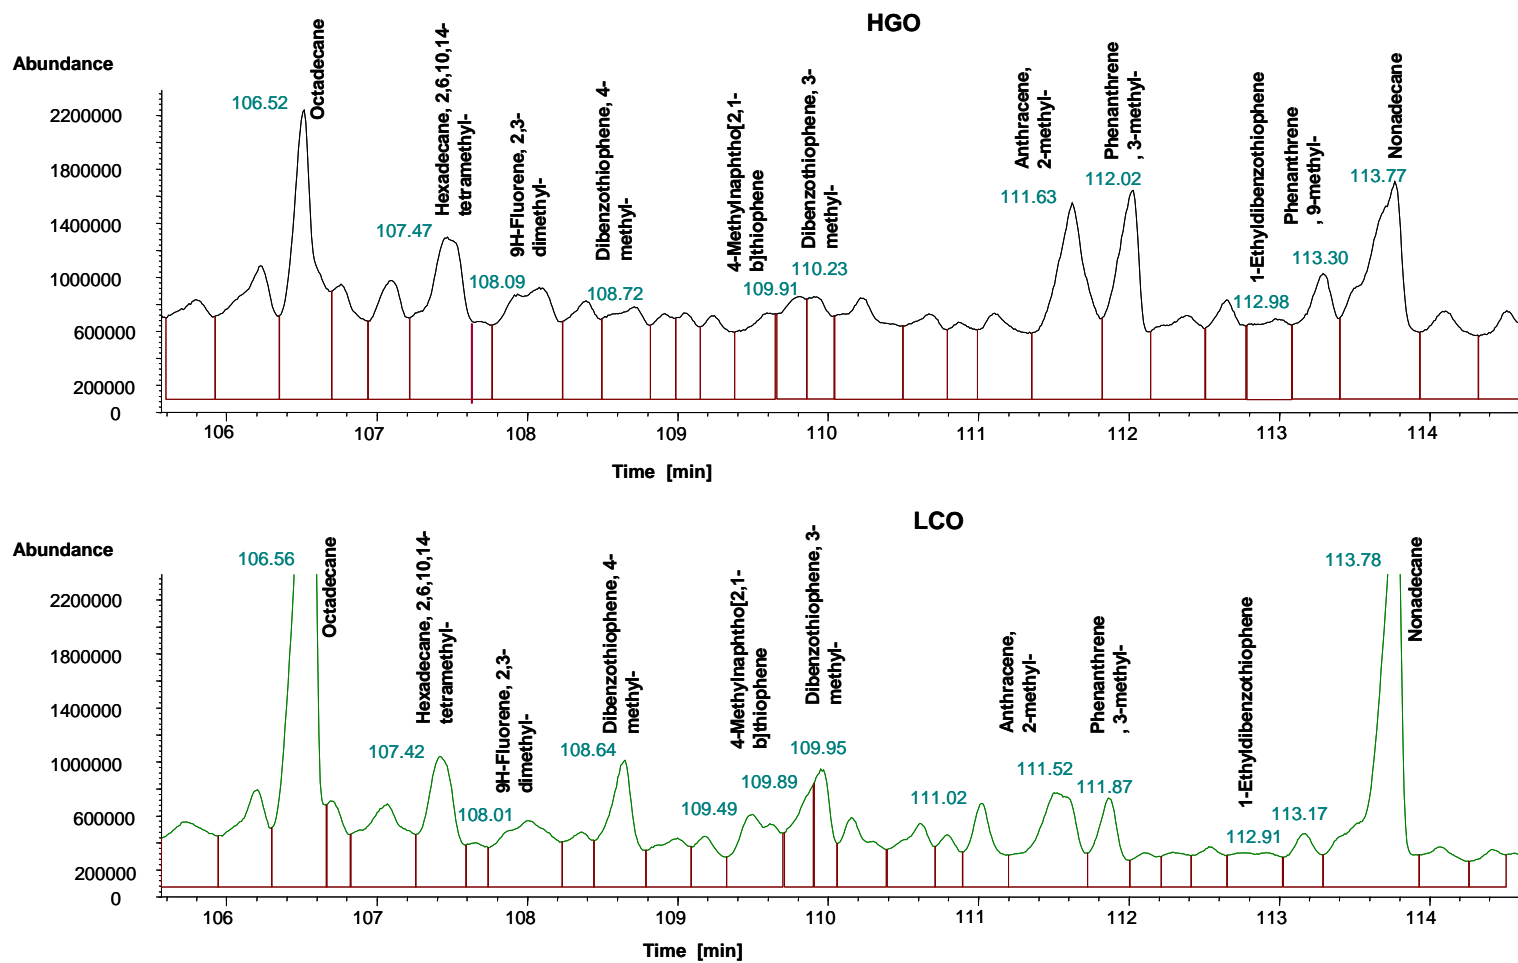 HGO
Abundance
2200000
1800000
1400000
1000000
600000
200000
0
106.52
Octadecane
107.47
Hexadecane, 2,6,10,14-
tetramethyl-
108.09
9H-Fluorene, 2,3-
dimethyl-
108.72
Dibenzothiophene, 4-
methyl-
109.91
4-Methylnaphtho[2,1-
b]thiophene
110.23
Dibenzothiophene, 3-
methyl-
111.63
Anthracene,
2-methyl-
112.02
Phenanthrene
, 3-methyl-
112.98
1-Ethyldibenzothiophene
113.30
Phenanthrene
, 9-methyl-
113.77
Nonadecane
106 107 108 109 110 111 112 113 114
Time [min]
LCO
Abundance
2200000
1800000
1400000
1000000
600000
200000
0
106.56
Octadecane
107.42
Hexadecane, 2,6,10,14-
tetramethyl-
108.01
9H-Fluorene, 2,3-
dimethyl-
108.64
Dibenzothiophene, 4-
methyl-
109.49
4-Methylnaphtho[2,1-
b]thiophene
109.89
109.95
Dibenzothiophene, 3-
methyl-
111.02
111.52
Anthracene,
2-methyl-
111.87
Phenanthrene
, 3-methyl-
112.91
1-Ethyldibenzothiophene
113.17
113.78
Nonadecane
106 107 108 109 110 111 112 113 114
Time [min]